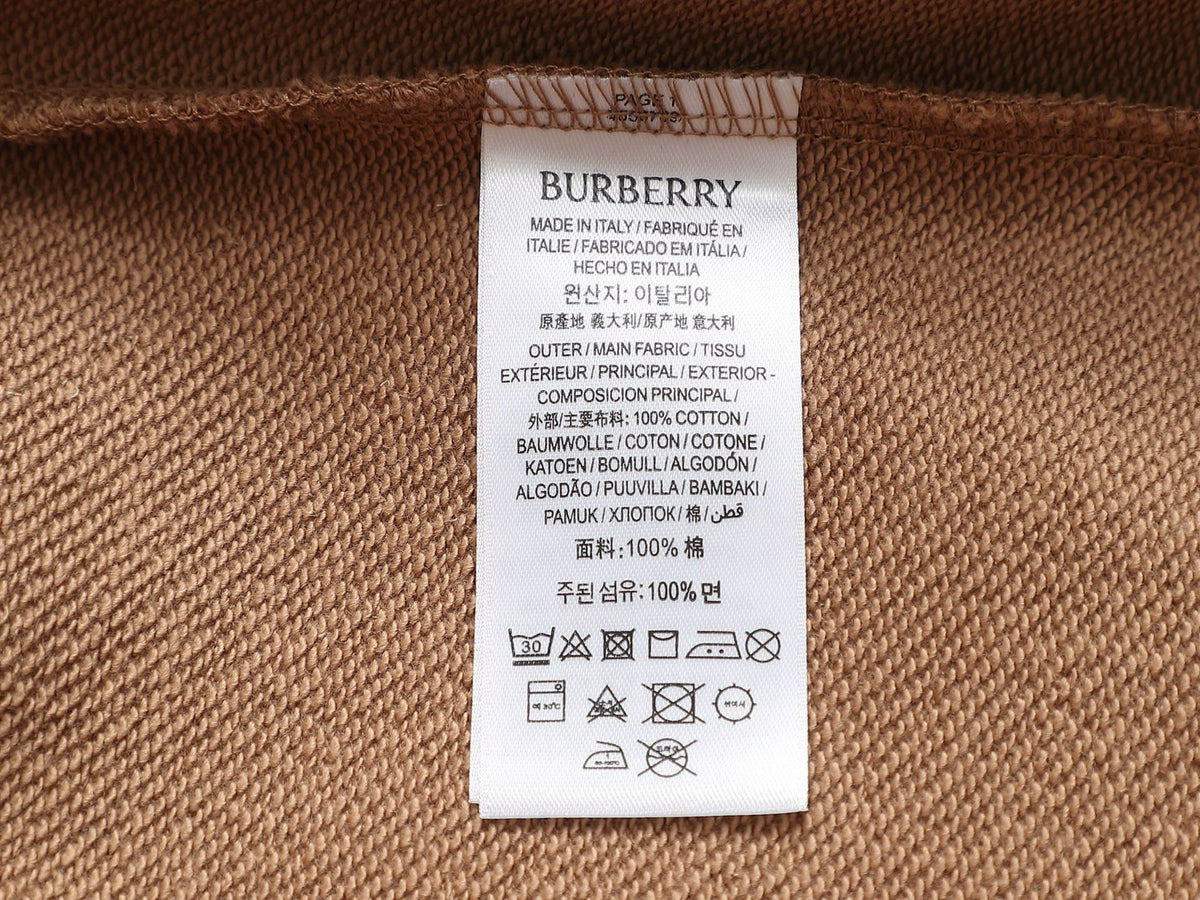 PAGE 1
BURBERRY
MADE IN ITALY / FABRIQUÉ EN
ITALIE / FABRICADO EM ITÁLIA /
HECHO EN ITALIA
원산지: 이탈리아
原產地 義大利/原产地 意大利
OUTER / MAIN FABRIC / TISSU
EXTÉRIEUR / PRINCIPAL / EXTERIOR -
COMPOSICION PRINCIPAL /
外部/主要布料: 100% COTTON /
BAUMWOLLE / COTON / COTONE /
KATOEN / BOMULL / ALGODÓN /
ALGODÃO / PUUVILLA / BAMBAKI /
PAMUK / ХЛОПОК / 棉 / قطن
面料:100% 棉
주된 섬유:100% 면
30